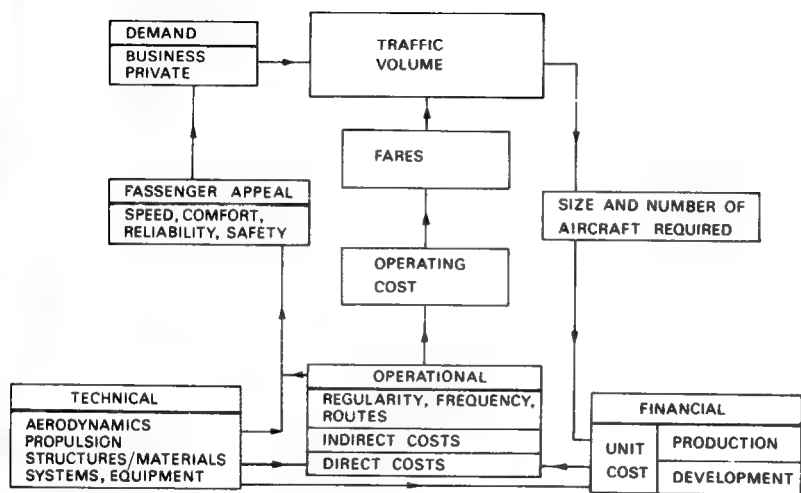 DEMAND
BUSINESS
PRIVATE
TRAFFIC
VOLUME
FARES
FASSENGER APPEAL
SPEED, COMFORT,
RELIABILITY, SAFETY
SIZE AND NUMBER OF
AIRCRAFT REQUIRED
OPERATING
COST
TECHNICAL
AERODYNAMICS
PROPULSION
STRUCTURES/MATERIALS
SYSTEMS, EQUIPMENT
OPERATIONAL
REGULARITY, FREQUENCY,
ROUTES
INDIRECT COSTS
DIRECT COSTS
FINANCIAL
UNIT
COST
PRODUCTION
DEVELOPMENT